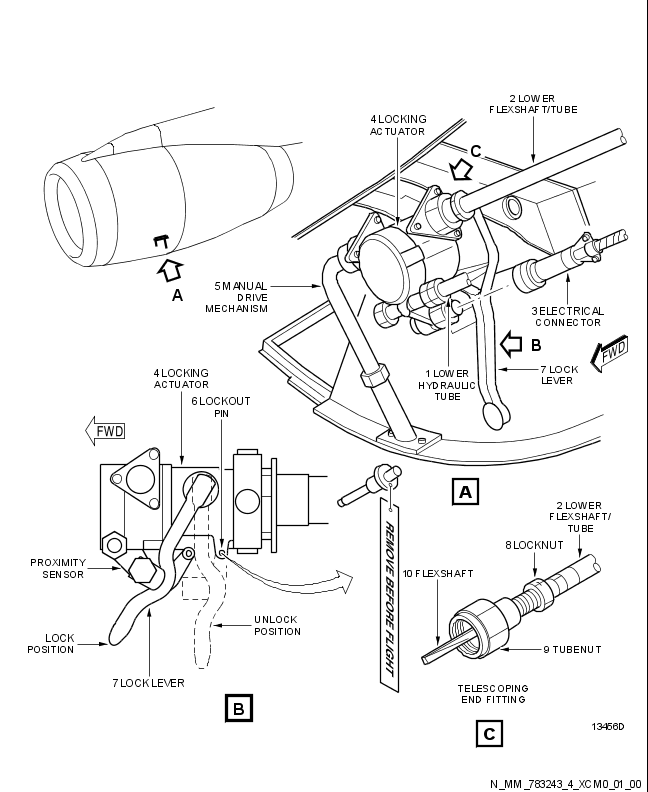 2 LOWER
FLEXSHAFT/TUBE
4 LOCKING
ACTUATOR
C
A
5 MANUAL
DRIVE
MECHANISM
3 ELECTRICAL
CONNECTOR
B
FWD
1 LOWER
HYDRAULIC
TUBE
7 LOCK
LEVER
4 LOCKING
ACTUATOR
6 LOCKOUT
PIN
FWD
A
2 LOWER
FLEXSHAFT/
TUBE
8 LOCKNUT
REMOVE BEFORE FLIGHT
PROXIMITY
SENSOR
10 FLEXSHAFT
UNLOCK
POSITION
LOCK
POSITION
9 TUBENUT
7 LOCK LEVER
TELESCOPING
END FITTING
B
C
13456D
N_MM_783243_4_XCM0_01_00